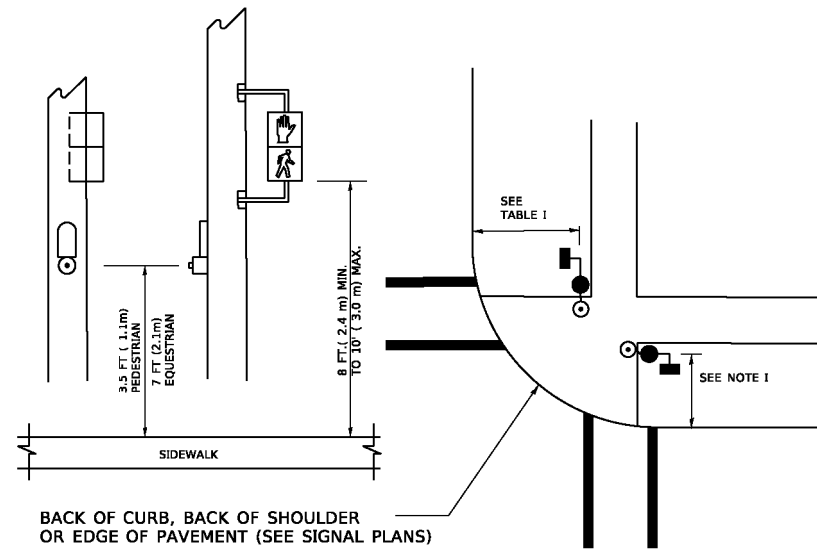 3.5 FT ( 1.1m)
PEDESTRIAN
7 FT (2.1m)
EQUESTRIAN
8 FT.( 2.4 m) MIN.
TO 10' ( 3.0 m) MAX.
SIDEWALK
SEE
TABLE I
SEE NOTE I
BACK OF CURB, BACK OF SHOULDER
OR EDGE OF PAVEMENT (SEE SIGNAL PLANS)